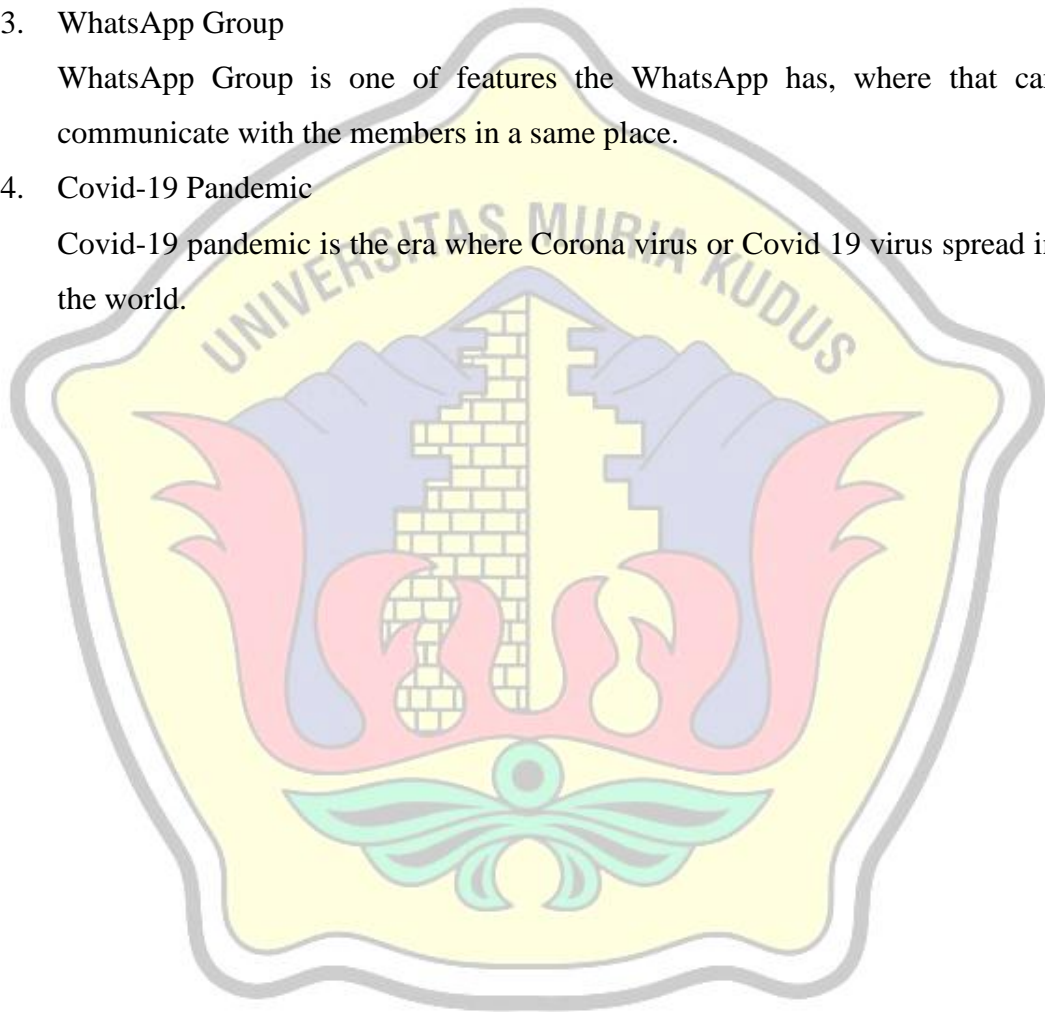 3. WhatsApp Group
WhatsApp Group is one of features the WhatsApp has, where that can
communicate with the members in a same place.
4. Covid-19 Pandemic
Covid-19 pandemic is the era where Corona virus or Covid 19 virus spread in
the world.
UNIVERSITAS MURIA KUDUS